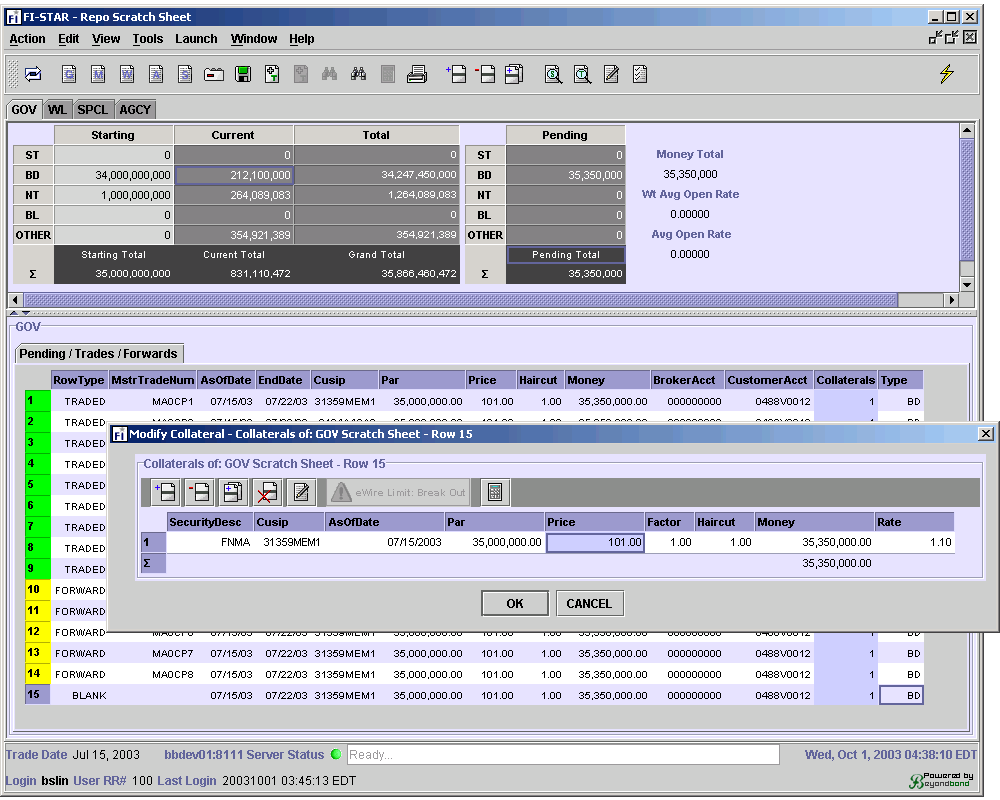 FI-STAR - Repo Scratch Sheet
Action Edit View Tools Launch Window Help
GOV WL SPCL AGCY
Starting Current Total Pending
ST 0 0 0 ST 0 Money Total
BD 34,000,000,000 212,100,000 34,247,450,000 BD 35,350,000 35,350,000
NT 1,000,000,000 264,089,083 1,264,089,083 NT 0 Wt Avg Open Rate
BL 0 0 0 BL 0 0.00000
OTHER 0 354,921,389 354,921,389 OTHER 0 Avg Open Rate
Starting Total Current Total Grand Total Pending Total 0.00000
Σ 35,000,000,000 831,110,472 35,866,460,472 Σ 35,350,000
GOV
Pending / Trades / Forwards
RowType MstrTradeNum AsOfDate EndDate Cusip Par Price Haircut Money BrokerAcct CustomerAcct Collaterals Type
1 TRADED MA0CP1 07/15/03 07/22/03 31359MEM1 35,000,000.00 101.00 1.00 35,350,000.00 000000000 0488V0012 1 BD
2 TRADED
3 TRADED
4 TRADED
5 TRADED
6 TRADED
7 TRADED
8 TRADED
9 TRADED
10 FORWARD
11 FORWARD
12 FORWARD
13 FORWARD MA0CP7 07/15/03 07/22/03 31359MEM1 35,000,000.00 101.00 1.00 35,350,000.00 000000000 0488V0012 1 BD
14 FORWARD MA0CP8 07/15/03 07/22/03 31359MEM1 35,000,000.00 101.00 1.00 35,350,000.00 000000000 0488V0012 1 BD
15 BLANK 07/15/03 07/22/03 31359MEM1 35,000,000.00 101.00 1.00 35,350,000.00 000000000 0488V0012 1 BD
Modify Collateral - Collaterals of: GOV Scratch Sheet - Row 15
Collaterals of: GOV Scratch Sheet - Row 15
eWire Limit: Break Out
SecurityDesc Cusip AsOfDate Par Price Factor Haircut Money Rate
1 FNMA 31359MEM1 07/15/2003 35,000,000.00 101.00 1.00 1.00 35,350,000.00 1.10
Σ 35,350,000.00
OK CANCEL
Trade Date Jul 15, 2003 bbdev01:8111 Server Status Ready... Wed, Oct 1, 2003 04:38:10 EDT
Login bslin User RR# 100 Last Login 20031001 03:45:13 EDT
Powered by
Beyondbond